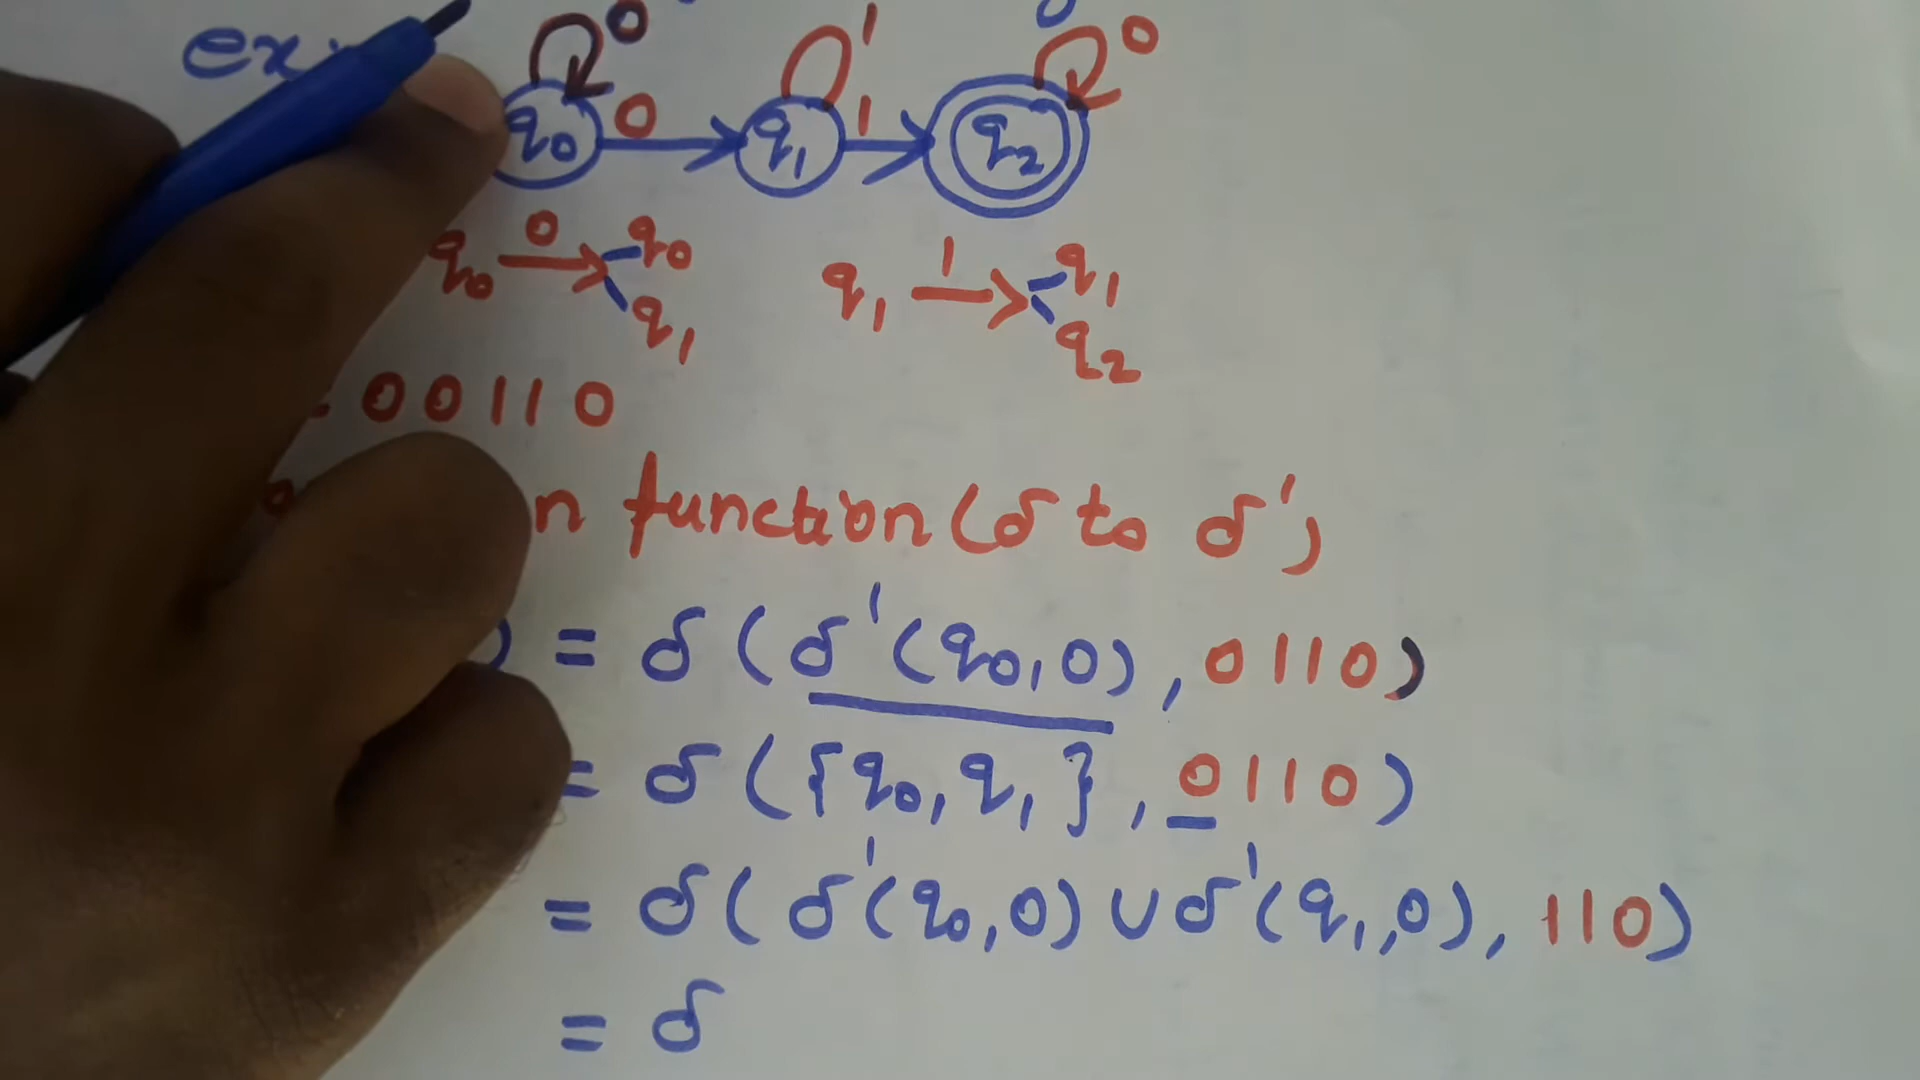 ex:
0 1 0
q0 0 q1 1 q2
q0 0 q0 q1 q1 1 q1 q2
00110
n function (δ to δ')
) = δ (δ'(q0,0), 0110)
= δ ({q0, q1}, 0110)
= δ (δ'(q0,0) ∪ δ'(q1,0), 110)
= δ